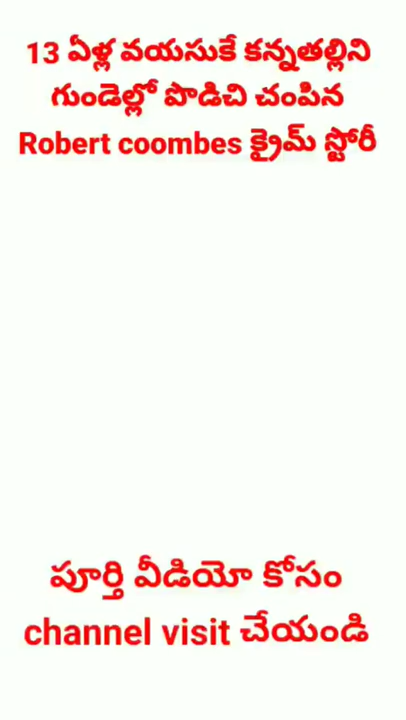 13 ఏళ్ల వయసుకే కన్నతల్లిని
గుండెల్లో పొడిచి చంపిన
Robert coombes క్రైమ్ స్టోరీ
పూర్తి వీడియో కోసం
channel visit చేయండి